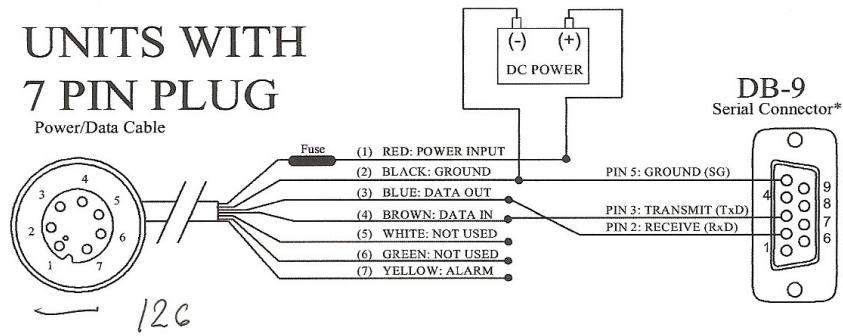 UNITS WITH
7 PIN PLUG
Power/Data Cable
(-) (+)
DC POWER
DB-9
Serial Connector*
Fuse
(1) RED: POWER INPUT
(2) BLACK: GROUND
(3) BLUE: DATA OUT
(4) BROWN: DATA IN
(5) WHITE: NOT USED
(6) GREEN: NOT USED
(7) YELLOW: ALARM
PIN 5: GROUND (SG)
PIN 3: TRANSMIT (TxD)
PIN 2: RECEIVE (RxD)
4
3
5
2
6
1
7
9
4
8
7
1
6
126